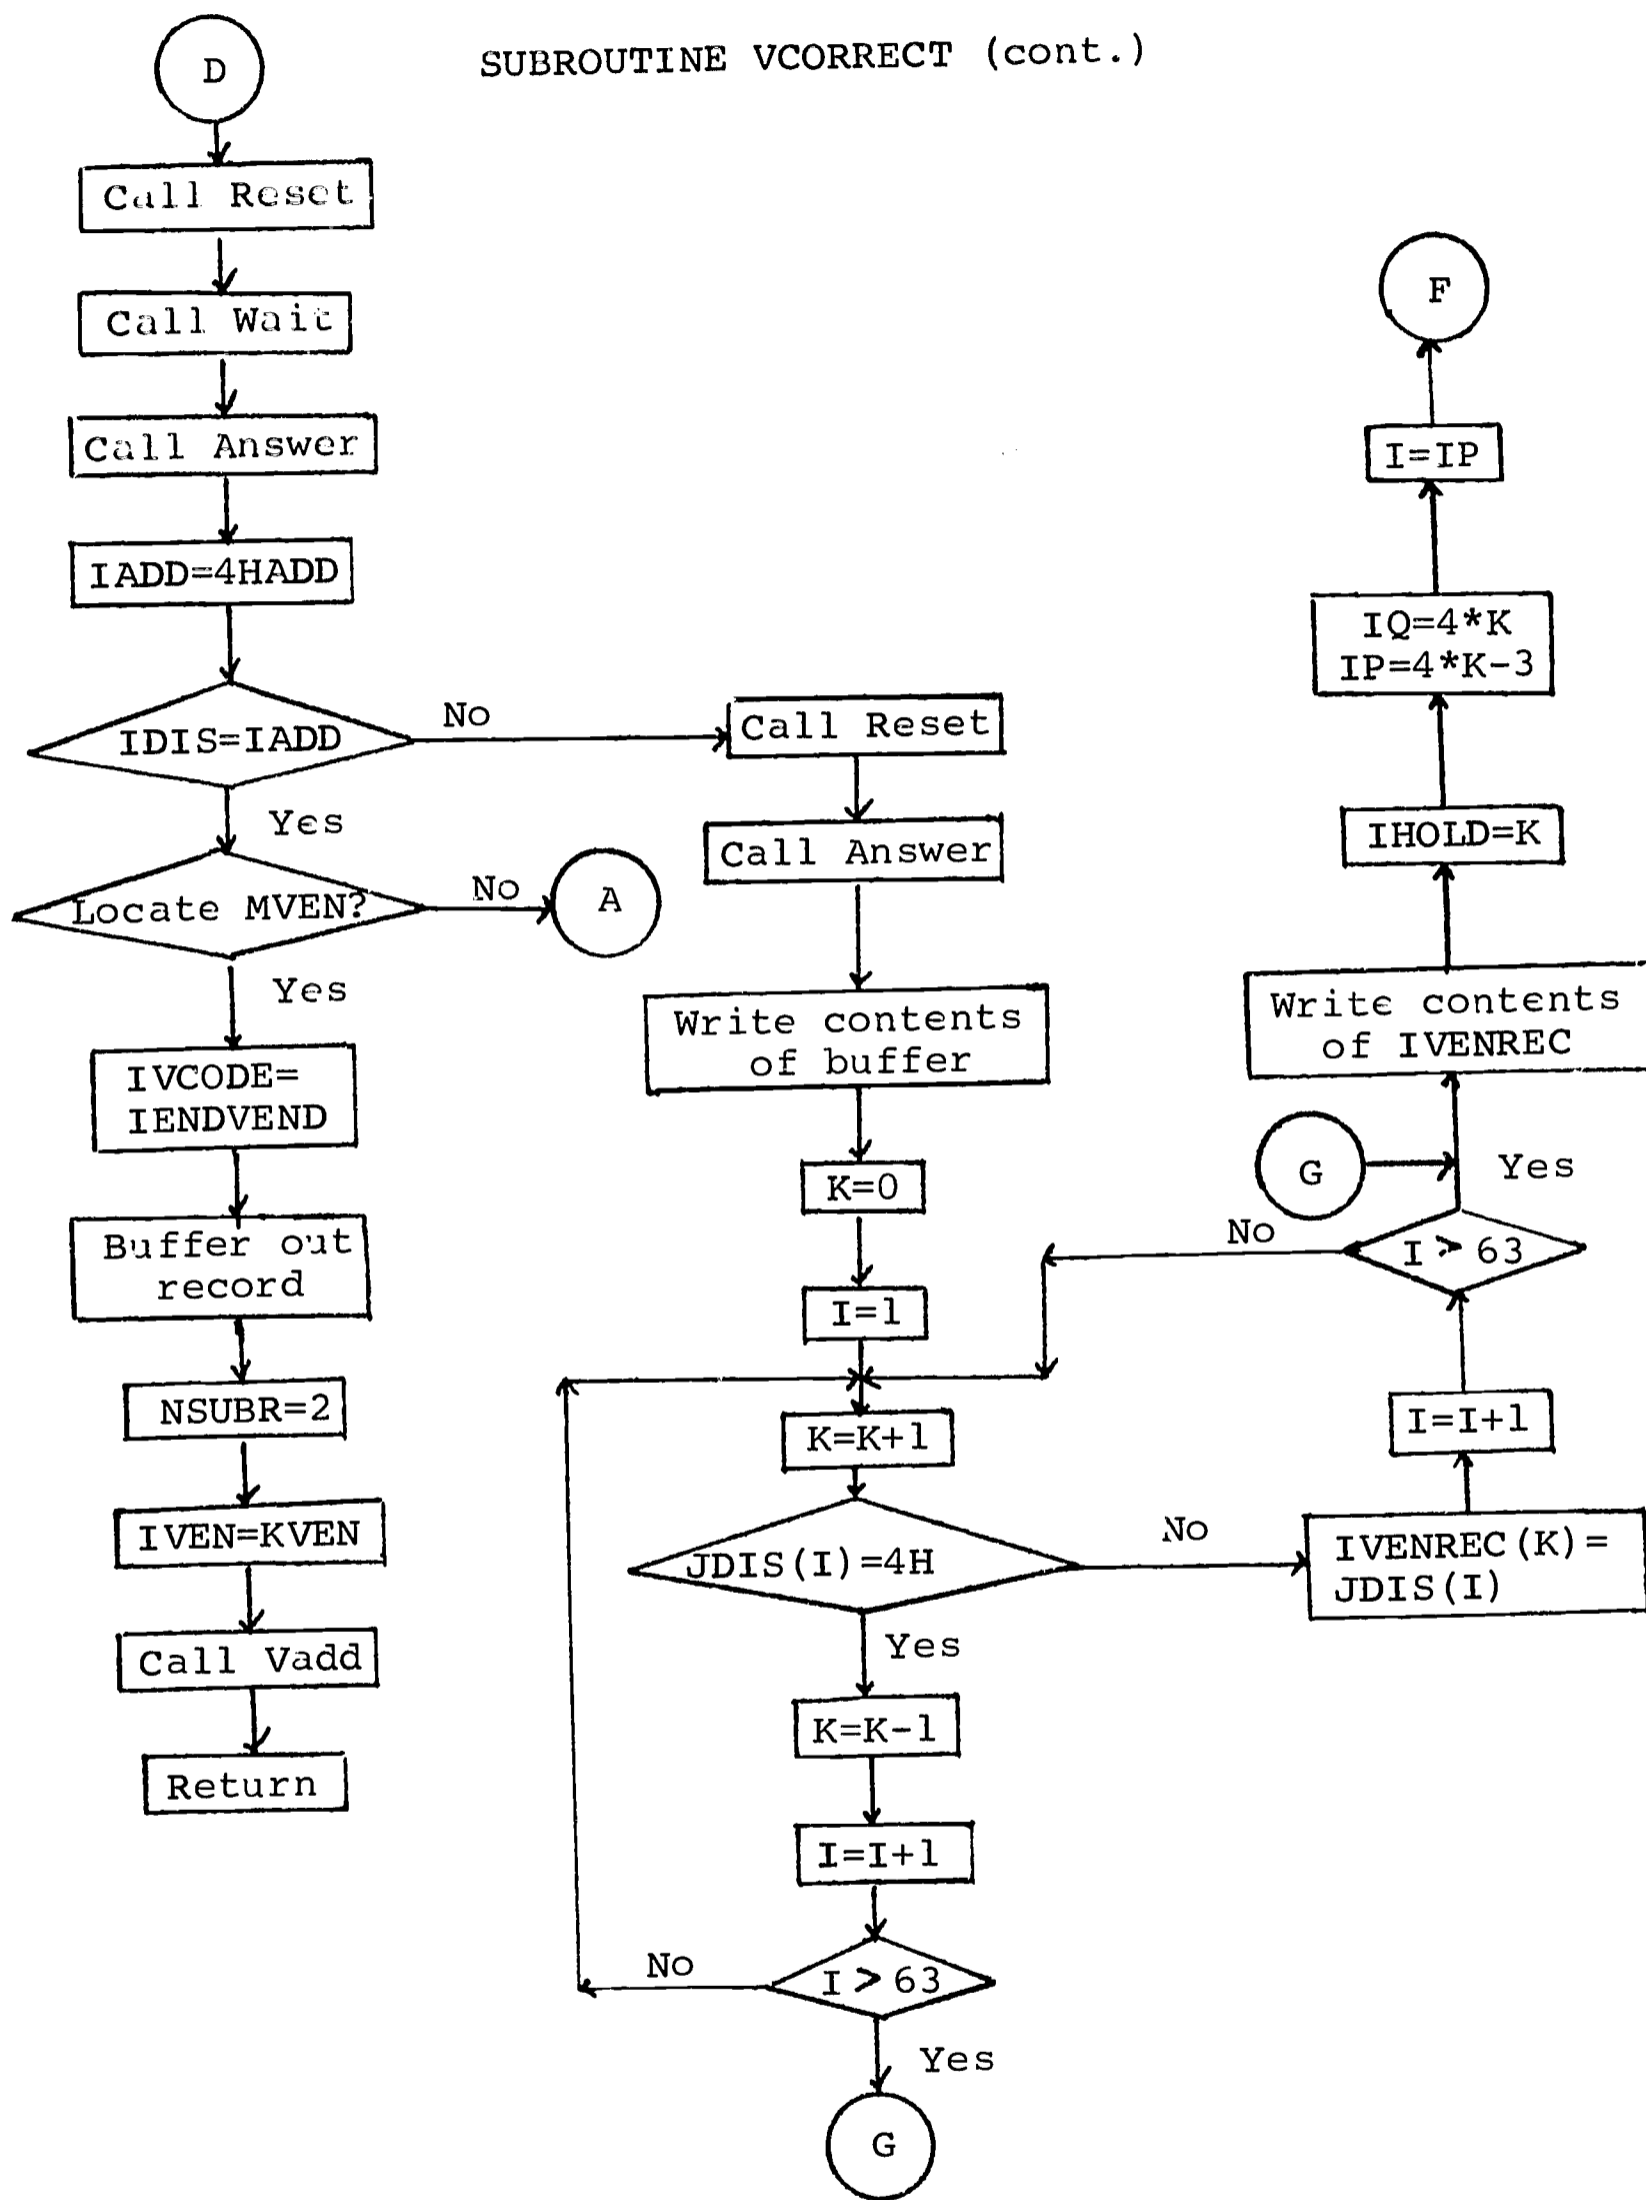 SUBROUTINE VCORRECT (cont.)
D
Call Reset
Call Wait
Call Answer
IADD=4HADD
IDIS=IADD
No
Yes
Locate MVEN?
No
A
Yes
IVCODE=
IENDVEND
Buffer out
record
NSUBR=2
IVEN=KVEN
Call Vadd
Return
Call Reset
Call Answer
Write contents
of buffer
K=0
I=1
K=K+1
JDIS(I)=4H
No
Yes
K=K-1
I=I+1
I > 63
No
Yes
G
F
I=IP
IQ=4*K
IP=4*K-3
IHOLD=K
Write contents
of IVENREC
G
Yes
No
I > 63
I=I+1
IVENREC(K)=
JDIS(I)